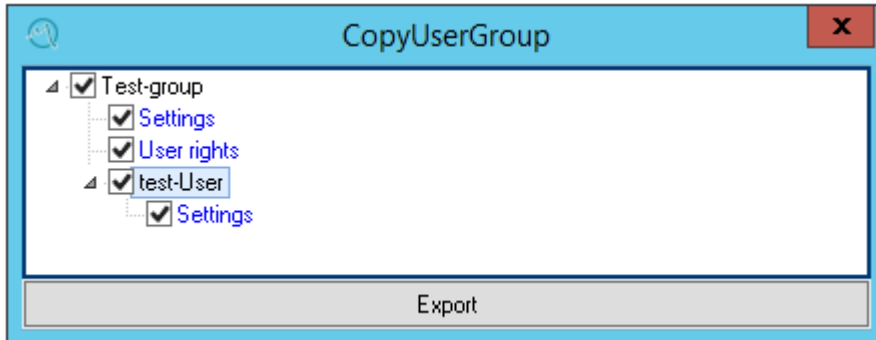 CopyUserGroup
x
Test-group
Settings
User rights
test-User
Settings
Export